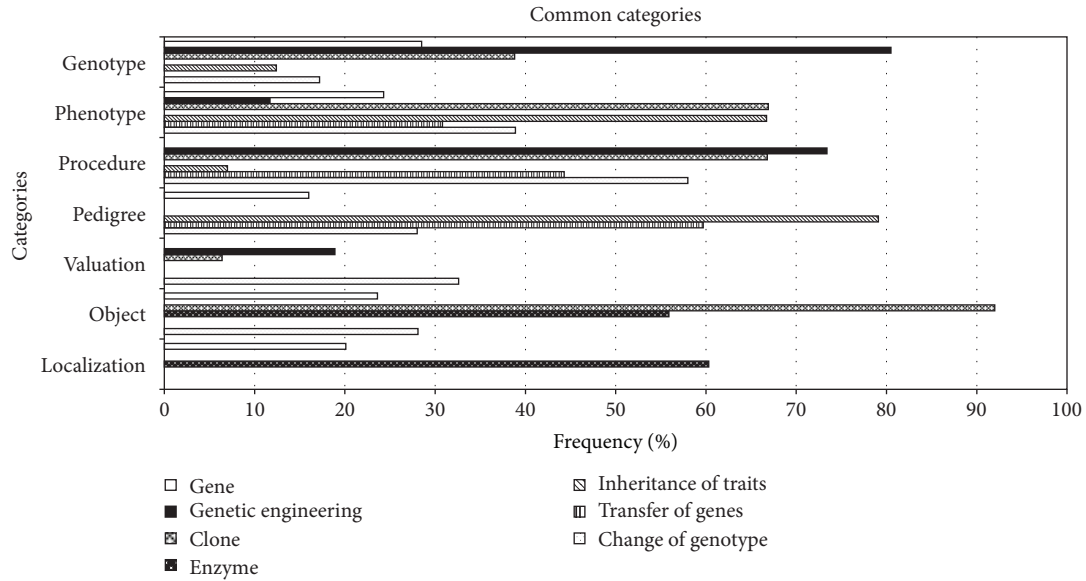 Common categories
Categories
Genotype
Phenotype
Procedure
Pedigree
Valuation
Object
Localization
0 10 20 30 40 50 60 70 80 90 100
Frequency (%)
Gene
Genetic engineering
Clone
Enzyme
Inheritance of traits
Transfer of genes
Change of genotype